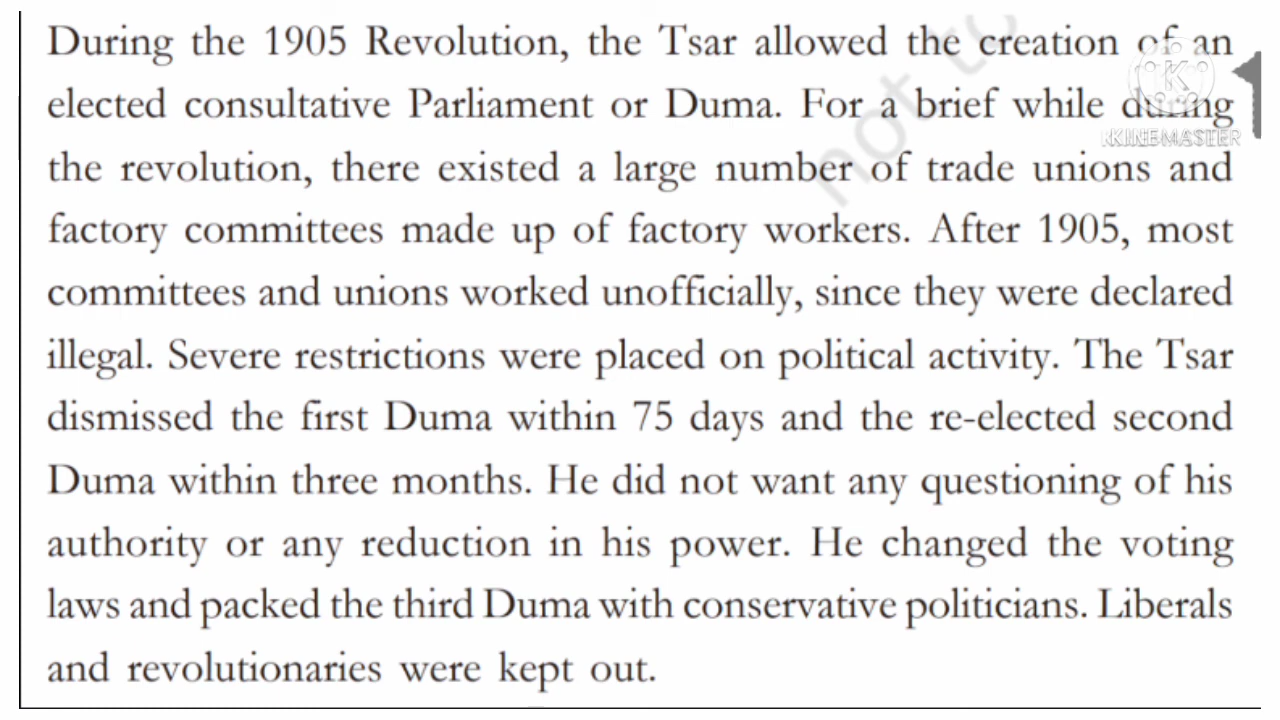 During the 1905 Revolution, the Tsar allowed the creation of an
elected consultative Parliament or Duma. For a brief while during
the revolution, there existed a large number of trade unions and
factory committees made up of factory workers. After 1905, most
committees and unions worked unofficially, since they were declared
illegal. Severe restrictions were placed on political activity. The Tsar
dismissed the first Duma within 75 days and the re-elected second
Duma within three months. He did not want any questioning of his
authority or any reduction in his power. He changed the voting
laws and packed the third Duma with conservative politicians. Liberals
and revolutionaries were kept out.
not to
K
KINEMASTER